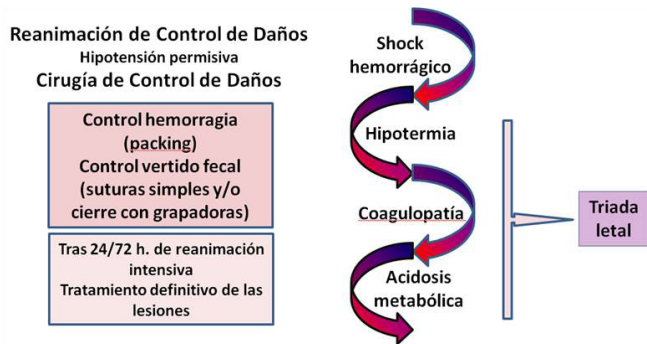 Reanimación de Control de Daños
Hipotensión permisiva
Cirugía de Control de Daños
Control hemorragia
(packing)
Control vertido fecal
(suturas simples y/o
cierre con grapadoras)
Tras 24/72 h. de reanimación
intensiva
Tratamiento definitivo de las
lesiones
Shock
hemorrágico
Hipotermia
Coagulopatía
Acidosis
metabólica
Triada
letal